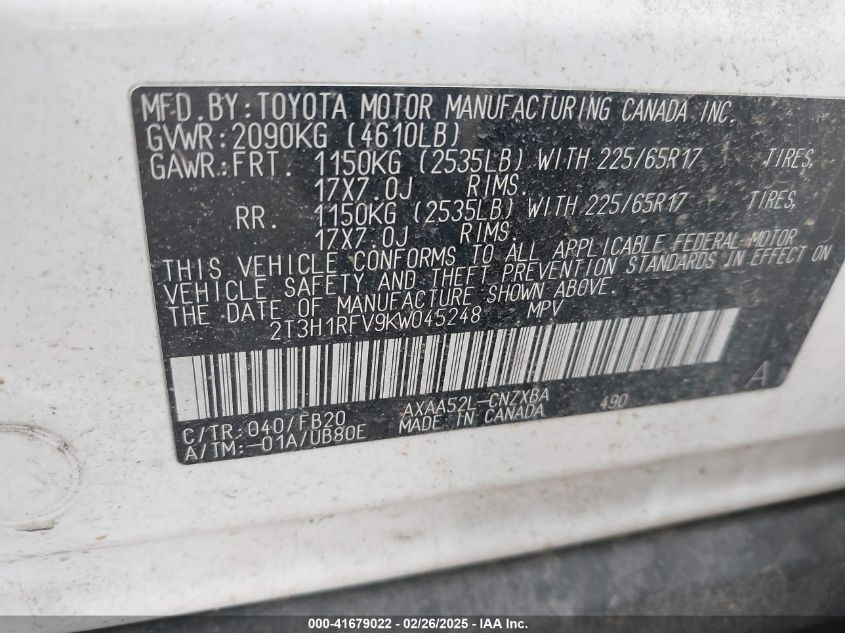 MFD.BY:TOYOTA MOTOR MANUFACTURING CANADA INC.
GVWR:2090KG (4610LB)
GAWR:FRT. 1150KG (2535LB) WITH 225/65R17 TIRES,
17X7.0J RIMS.
RR. 1150KG (2535LB) WITH 225/65R17 TIRES,
17X7.0J RIMS.
THIS VEHICLE CONFORMS TO ALL APPLICABLE FEDERAL MOTOR
VEHICLE SAFETY AND THEFT PREVENTION STANDARDS IN EFFECT ON
THE DATE OF MANUFACTURE SHOWN ABOVE.
2T3H1RFV9KW045248 MPV
A
C/TR:040/FB20 AXAA52L-CNZXBA 490
A/TM:-01A/UB80E MADE IN CANADA
000-41679022 / 02/26/2025 - IAA Inc.